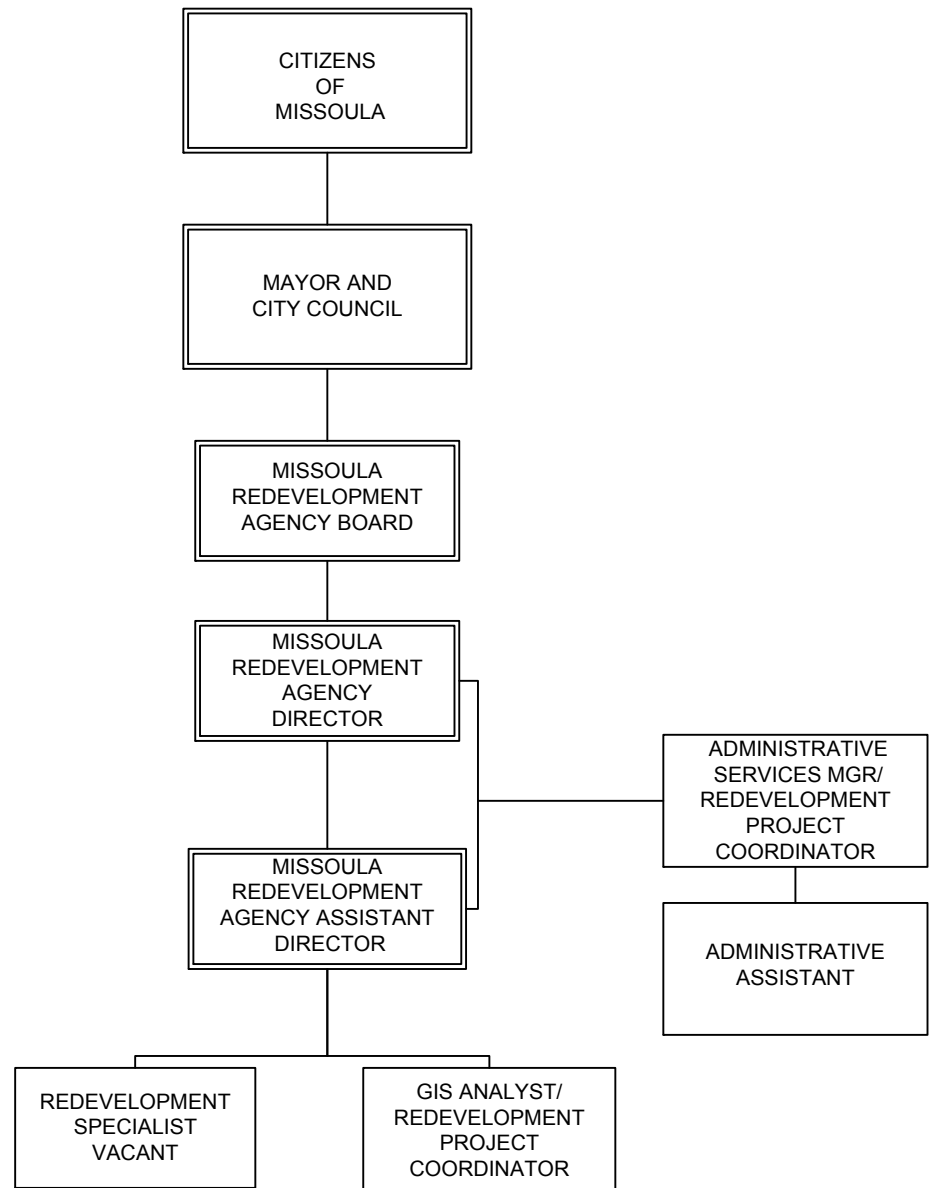 CITIZENS
OF
MISSOULA
MAYOR AND
CITY COUNCIL
MISSOULA
REDEVELOPMENT
AGENCY BOARD
MISSOULA
REDEVELOPMENT
AGENCY
DIRECTOR
ADMINISTRATIVE
SERVICES MGR/
REDEVELOPMENT
PROJECT
COORDINATOR
MISSOULA
REDEVELOPMENT
AGENCY ASSISTANT
DIRECTOR
ADMINISTRATIVE
ASSISTANT
REDEVELOPMENT
SPECIALIST
VACANT
GIS ANALYST/
REDEVELOPMENT
PROJECT
COORDINATOR